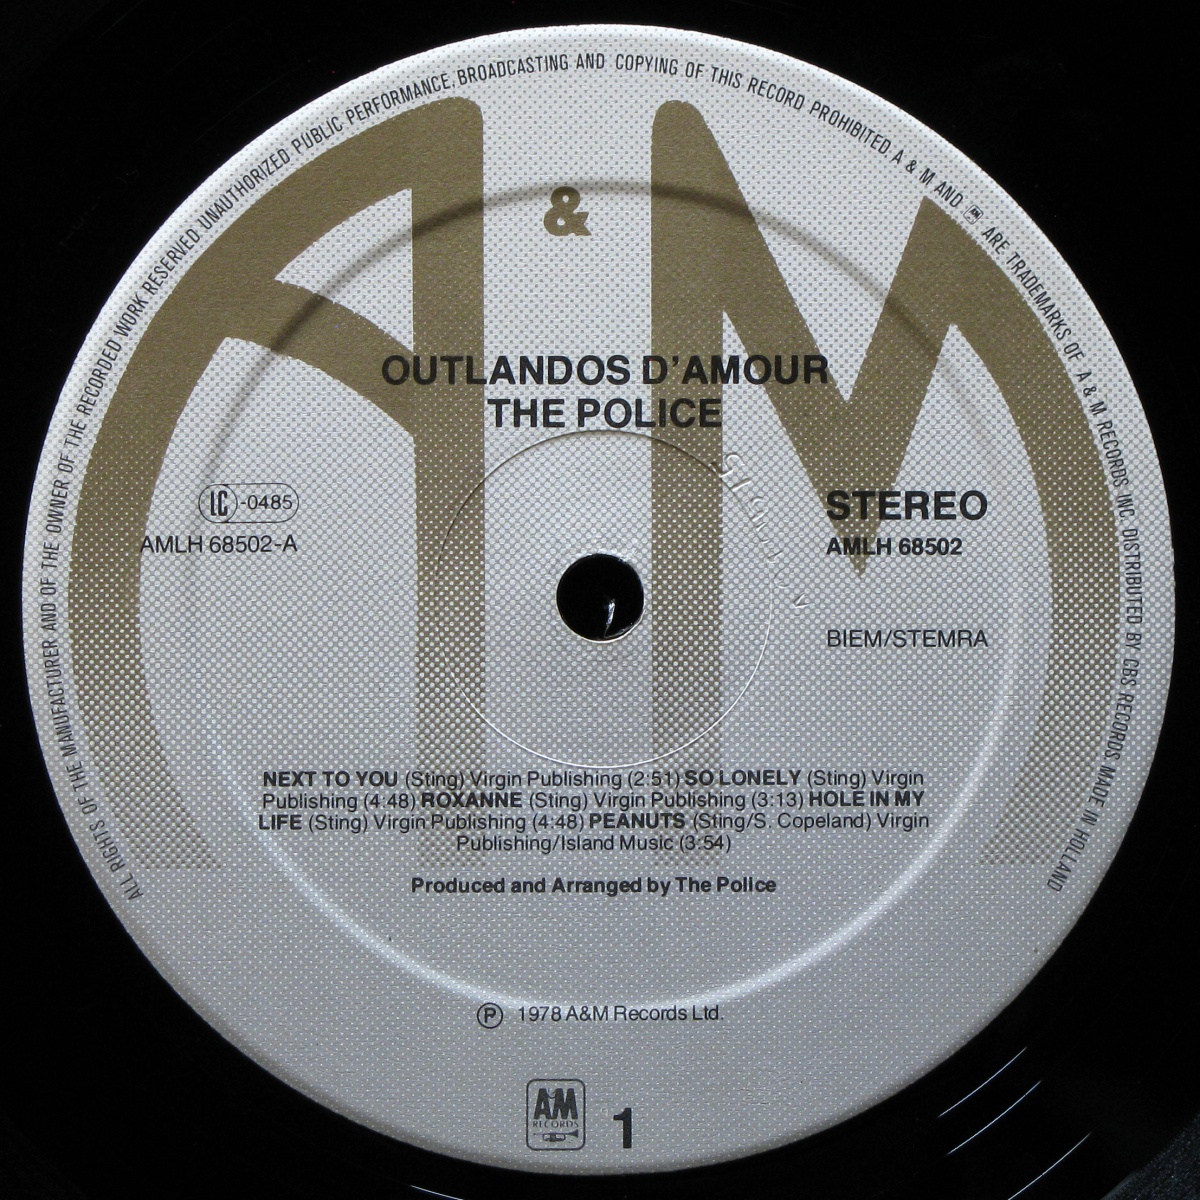 ALL RIGHTS OF THE MANUFACTURER AND OF THE OWNER OF THE RECORDED WORK RESERVED UNAUTHORIZED PUBLIC PERFORMANCE, BROADCASTING AND COPYING OF THIS RECORD PROHIBITED. A & M AND AM ARE TRADEMARKS OF A & M RECORDS INC. DISTRIBUTED BY CBS RECORDS MADE IN HOLLAND
A & M
OUTLANDOS D'AMOUR
THE POLICE
LC-0485
AMLH 68502-A
STEREO
AMLH 68502
BIEM/STEMRA
NEXT TO YOU (Sting) Virgin Publishing (2:51) SO LONELY (Sting) Virgin
Publishing (4:48) ROXANNE (Sting) Virgin Publishing (3:13) HOLE IN MY
LIFE (Sting) Virgin Publishing (4:48) PEANUTS (Sting/S. Copeland) Virgin
Publishing/Island Music (3:54)
Produced and Arranged by The Police
℗ 1978 A&M Records Ltd.
AM
RECORDS
1